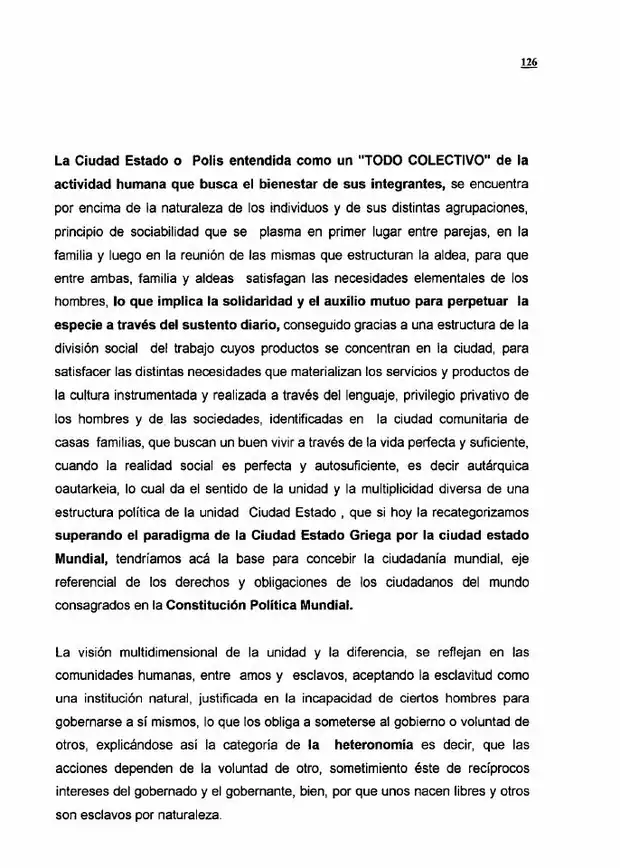 126
La Ciudad Estado o Polis entendida como un "TODO COLECTIVO" de la
actividad humana que busca el bienestar de sus integrantes, se encuentra
por encima de la naturaleza de los individuos y de sus distintas agrupaciones,
principio de sociabilidad que se plasma en primer lugar entre parejas, en la
familia y luego en la reunión de las mismas que estructuran la aldea, para que
entre ambas, familia y aldeas satisfagan las necesidades elementales de los
hombres, lo que implica la solidaridad y el auxilio mutuo para perpetuar la
especie a través del sustento diario, conseguido gracias a una estructura de la
división social del trabajo cuyos productos se concentran en la ciudad, para
satisfacer las distintas necesidades que materializan los servicios y productos de
la cultura instrumentada y realizada a través del lenguaje, privilegio privativo de
los hombres y de las sociedades, identificadas en la ciudad comunitaria de
casas familias, que buscan un buen vivir a través de la vida perfecta y suficiente,
cuando la realidad social es perfecta y autosuficiente, es decir autárquica
oautarkeia, lo cual da el sentido de la unidad y la multiplicidad diversa de una
estructura política de la unidad Ciudad Estado , que si hoy la recategorizamos
superando el paradigma de la Ciudad Estado Griega por la ciudad estado
Mundial, tendríamos acá la base para concebir la ciudadanía mundial, eje
referencial de los derechos y obligaciones de los ciudadanos del mundo
consagrados en la Constitución Política Mundial.
La visión multidimensional de la unidad y la diferencia, se reflejan en las
comunidades humanas, entre amos y esclavos, aceptando la esclavitud como
una institución natural, justificada en la incapacidad de ciertos hombres para
gobernarse a sí mismos, lo que los obliga a someterse al gobierno o voluntad de
otros, explicándose así la categoría de la heteronomía es decir, que las
acciones dependen de la voluntad de otro, sometimiento éste de recíprocos
intereses del gobernado y el gobernante, bien, por que unos nacen libres y otros
son esclavos por naturaleza.